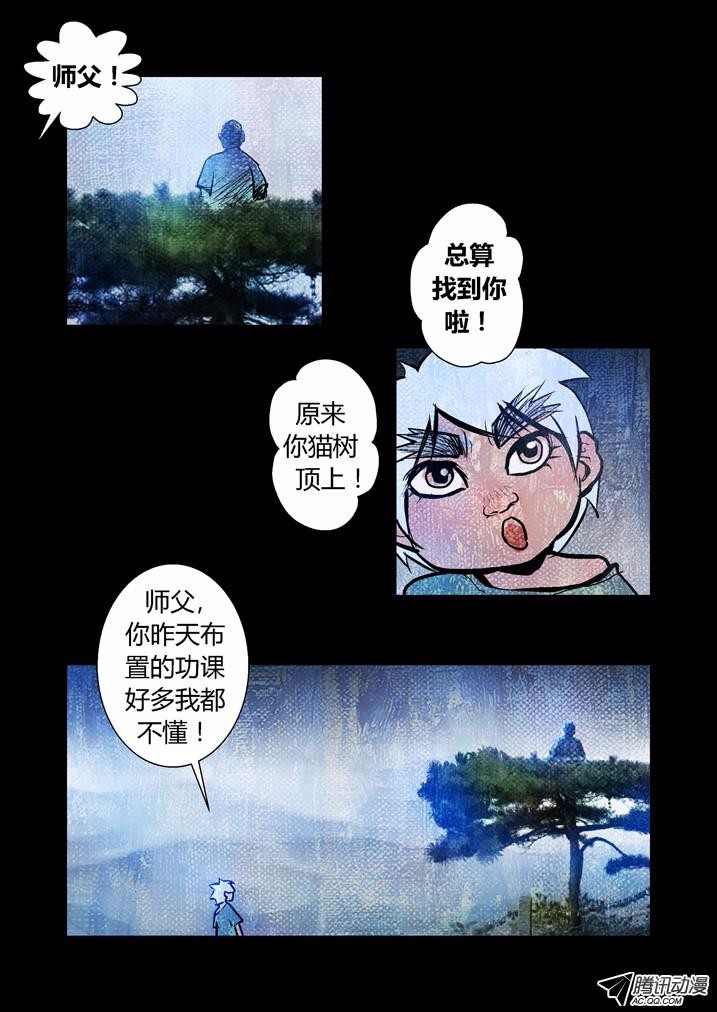 师父！
总算
找到你
啦！
原来
你猫树
顶上！
师父，
你昨天布
置的功课
好多我都
不懂！
腾讯动漫
AC.QQ.COM